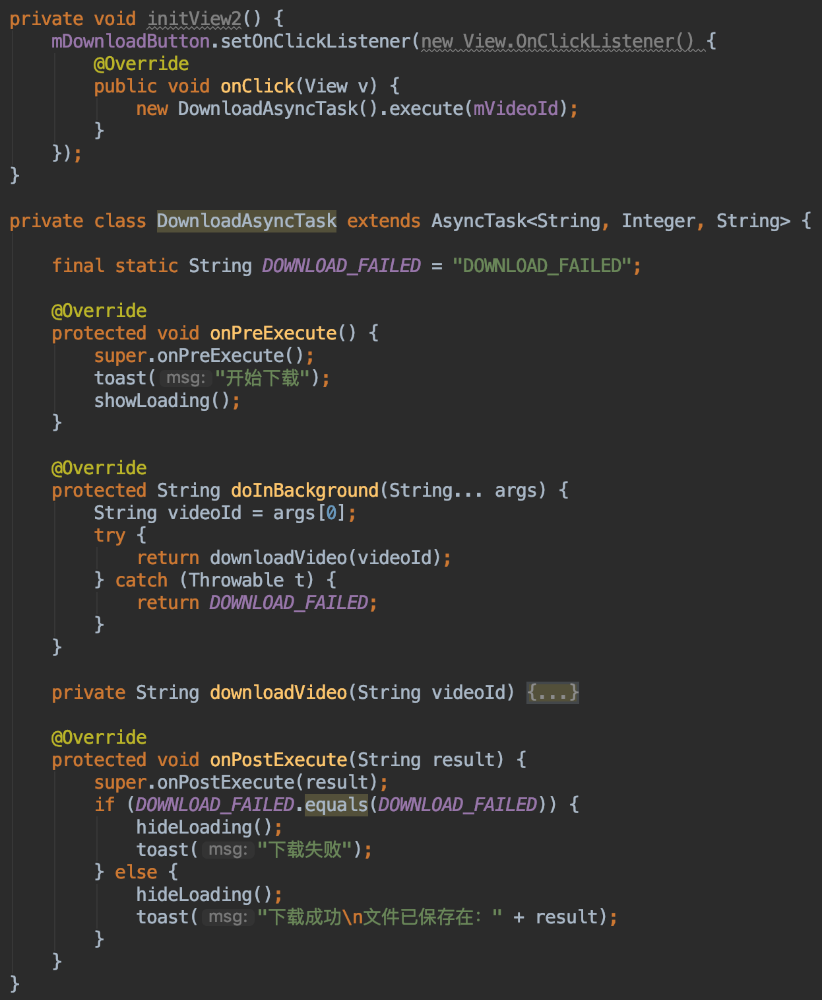 private void initView2() {
    mDownloadButton.setOnClickListener(new View.OnClickListener() {
        @Override
        public void onClick(View v) {
            new DownloadAsyncTask().execute(mVideoId);
        }
    });
}

private class DownloadAsyncTask extends AsyncTask<String, Integer, String> {

    final static String DOWNLOAD_FAILED = "DOWNLOAD_FAILED";

    @Override
    protected void onPreExecute() {
        super.onPreExecute();
        toast( msg: "开始下载");
        showLoading();
    }

    @Override
    protected String doInBackground(String... args) {
        String videoId = args[0];
        try {
            return downloadVideo(videoId);
        } catch (Throwable t) {
            return DOWNLOAD_FAILED;
        }
    }

    private String downloadVideo(String videoId) {...}

    @Override
    protected void onPostExecute(String result) {
        super.onPostExecute(result);
        if (DOWNLOAD_FAILED.equals(DOWNLOAD_FAILED)) {
            hideLoading();
            toast( msg: "下载失败");
        } else {
            hideLoading();
            toast( msg: "下载成功\n文件已保存在：" + result);
        }
    }
}